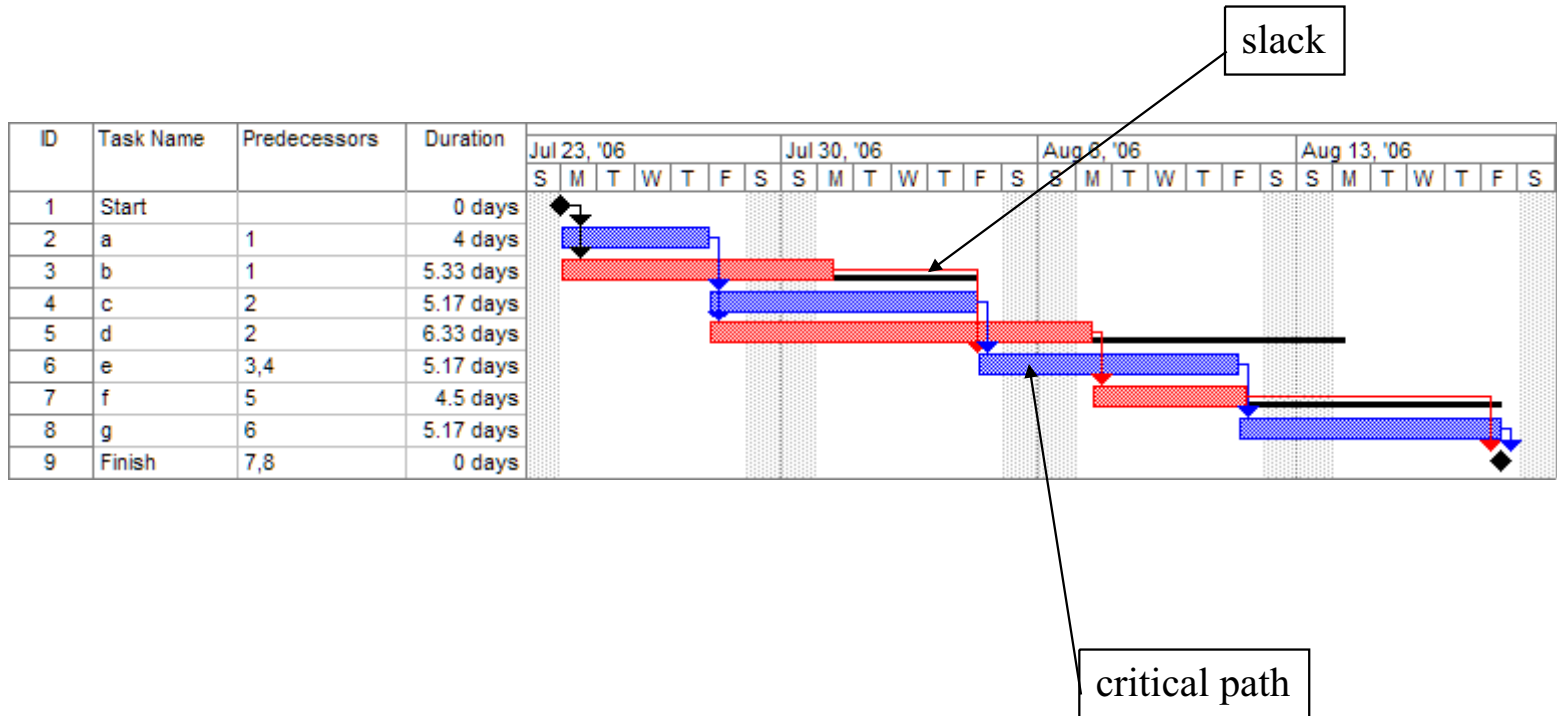 slack
ID Task Name Predecessors Duration
Jul 23, '06 Jul 30, '06 Aug 6, '06 Aug 13, '06
S M T W T F S S M T W T F S S M T W T F S S M T W T F S
1 Start 0 days
2 a 1 4 days
3 b 1 5.33 days
4 c 2 5.17 days
5 d 2 6.33 days
6 e 3,4 5.17 days
7 f 5 4.5 days
8 g 6 5.17 days
9 Finish 7,8 0 days
critical path